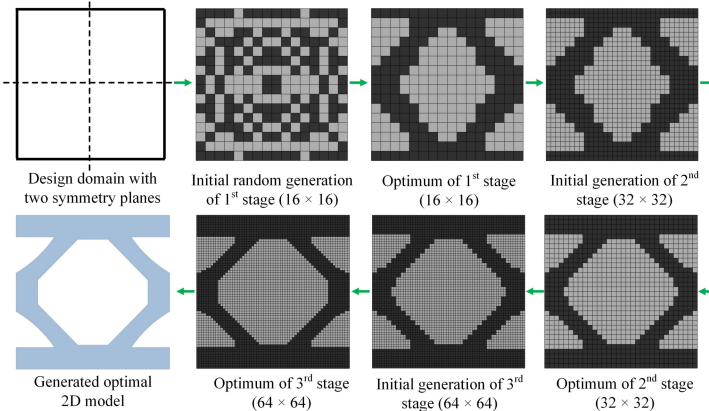 Design domain with
two symmetry planes
Initial random generation
of 1st stage (16 × 16)
Optimum of 1st stage
(16 × 16)
Initial generation of 2nd
stage (32 × 32)
Generated optimal
2D model
Optimum of 3rd stage
(64 × 64)
Initial generation of 3rd
stage (64 × 64)
Optimum of 2nd stage
(32 × 32)